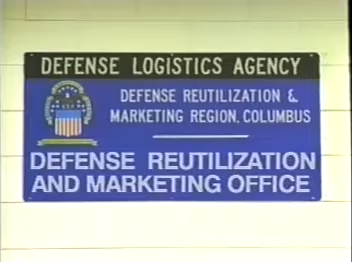 DEFENSE LOGISTICS AGENCY
DEFENSE REUTILIZATION &
MARKETING REGION, COLUMBUS
DEFENSE REUTILIZATION
AND MARKETING OFFICE